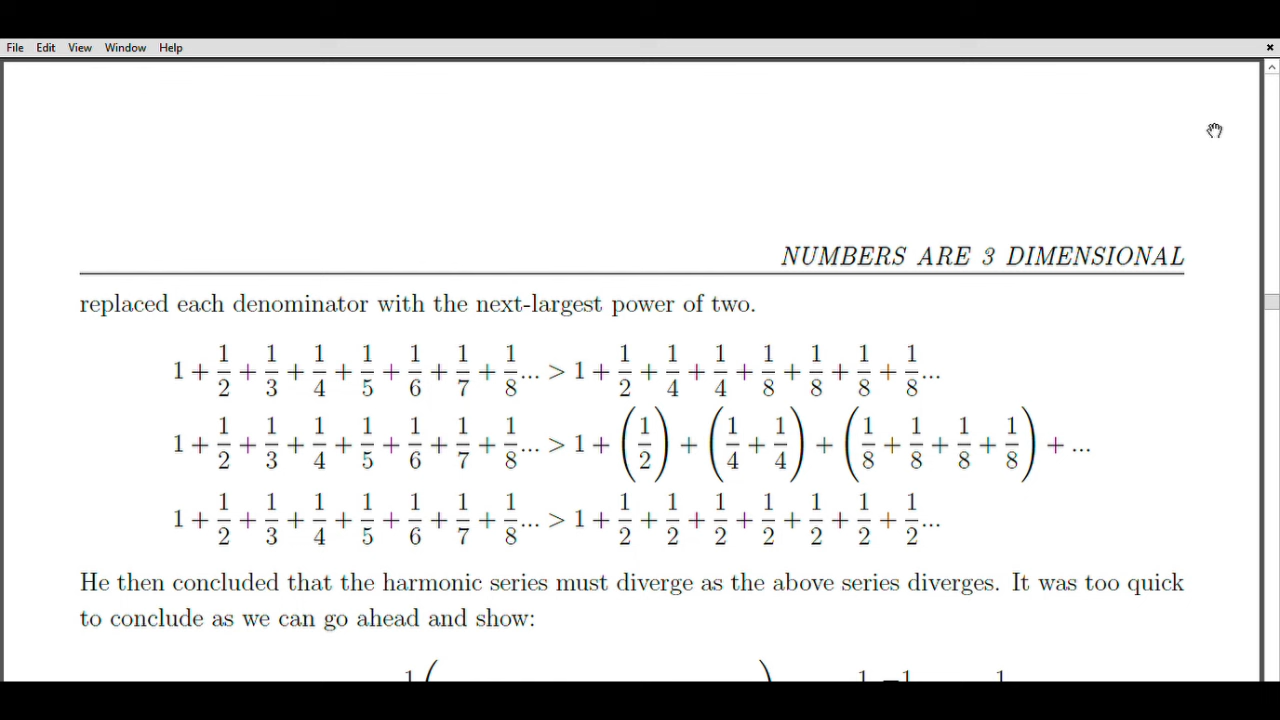 File Edit View Window Help
NUMBERS ARE 3 DIMENSIONAL
replaced each denominator with the next-largest power of two.
1 + 1/2 + 1/3 + 1/4 + 1/5 + 1/6 + 1/7 + 1/8 ... > 1 + 1/2 + 1/4 + 1/4 + 1/8 + 1/8 + 1/8 + 1/8 ...
1 + 1/2 + 1/3 + 1/4 + 1/5 + 1/6 + 1/7 + 1/8 ... > 1 + (1/2) + (1/4 + 1/4) + (1/8 + 1/8 + 1/8 + 1/8) + ...
1 + 1/2 + 1/3 + 1/4 + 1/5 + 1/6 + 1/7 + 1/8 ... > 1 + 1/2 + 1/2 + 1/2 + 1/2 + 1/2 + 1/2 + 1/2 ...
He then concluded that the harmonic series must diverge as the above series diverges. It was too quick
to conclude as we can go ahead and show: